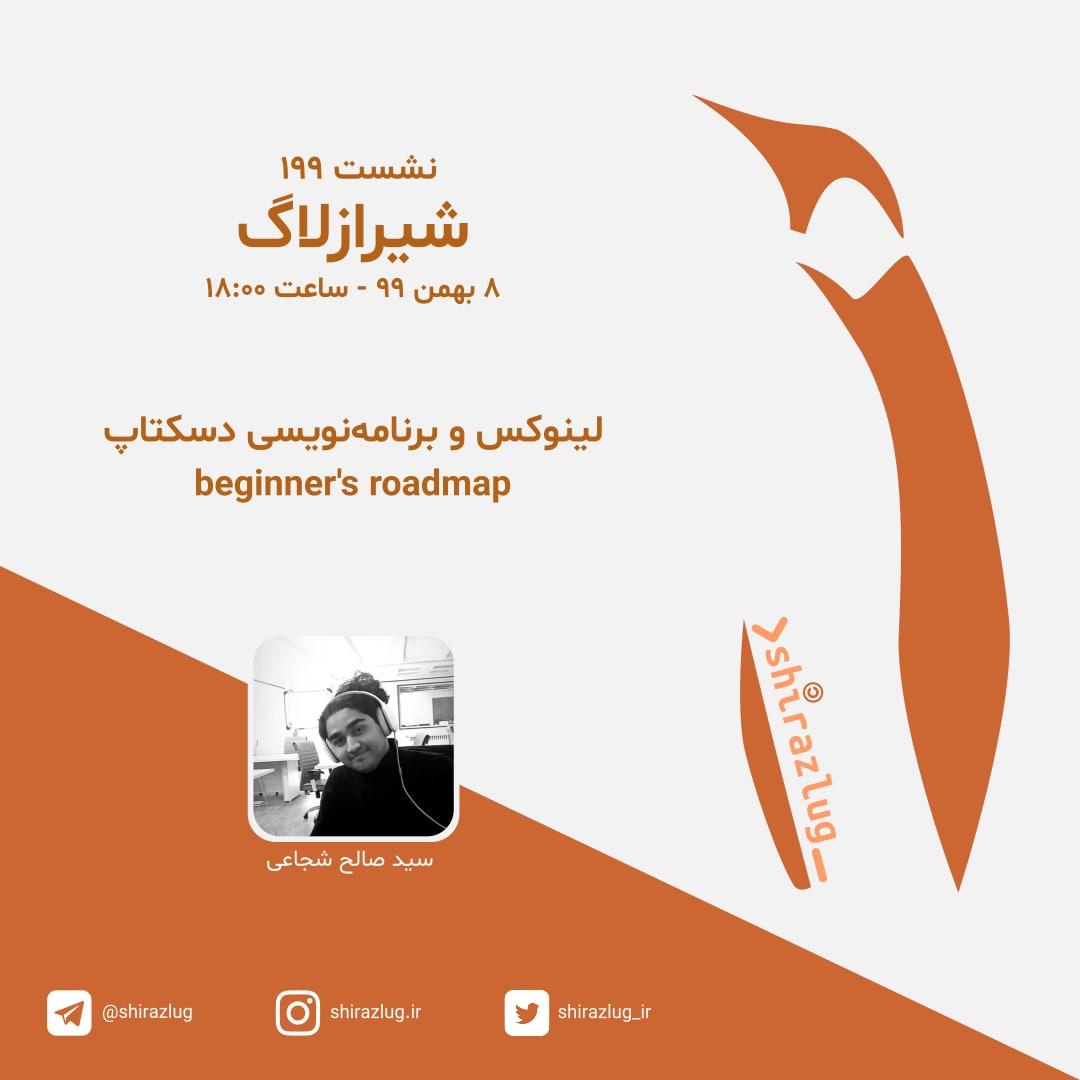 نشست ۱۹۹
شیرازلاگ
۸ بهمن ۹۹ - ساعت ۱۸:۰۰
لینوکس و برنامه‌نویسی دسکتاپ
beginner's roadmap
>shirazlug_
©
سید صالح شجاعی
@shirazlug
shirazlug.ir
shirazlug_ir